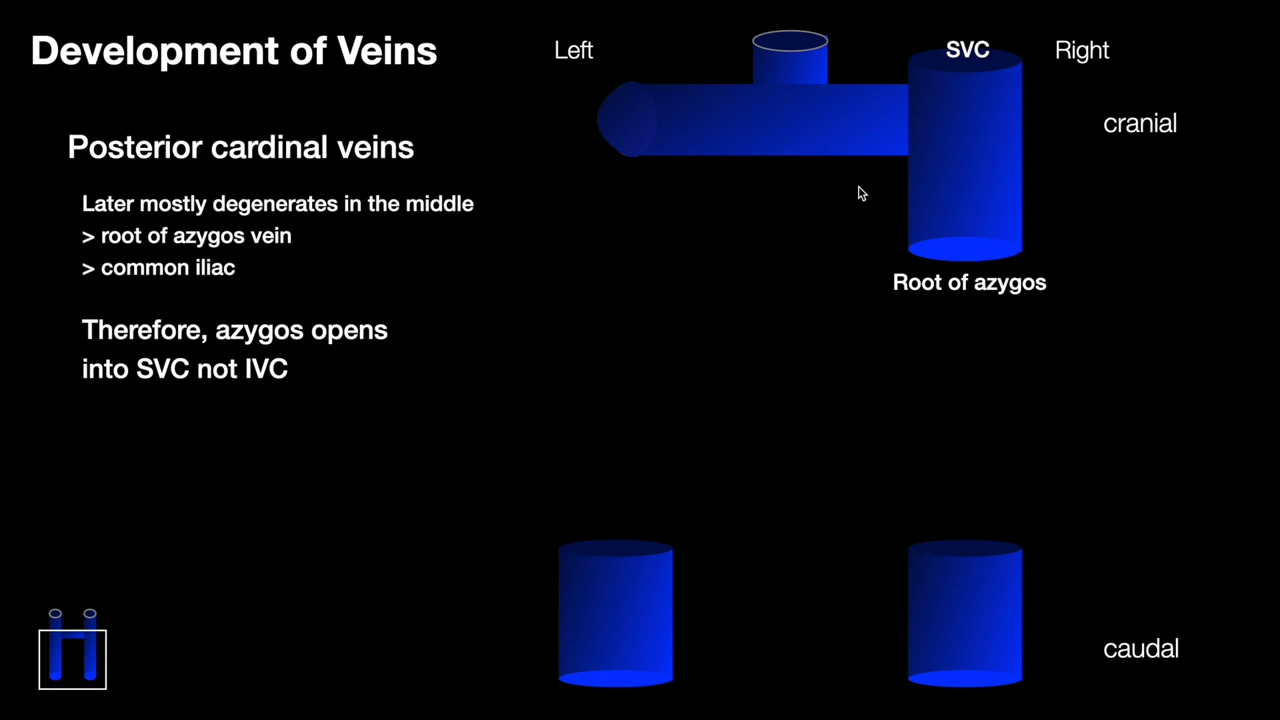 Development of Veins
Posterior cardinal veins
Later mostly degenerates in the middle
> root of azygos vein
> common iliac
Therefore, azygos opens
into SVC not IVC
Left
SVC
Right
cranial
Root of azygos
caudal